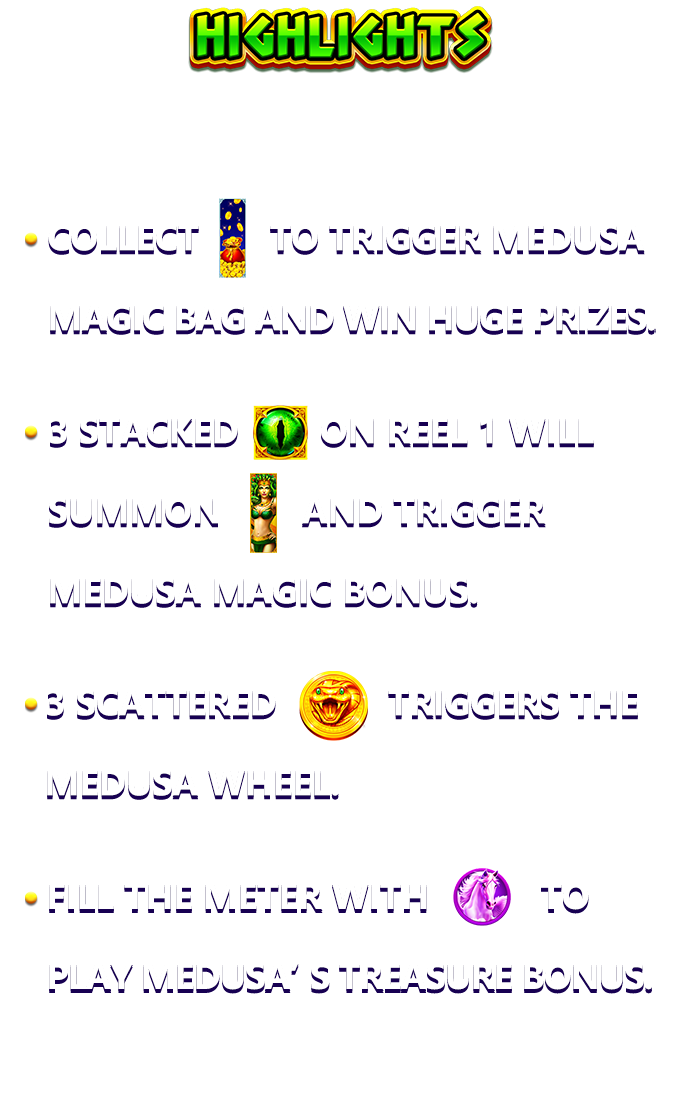 HIGHLIGHTS
• COLLECT TO TRIGGER MEDUSA
MAGIC BAG AND WIN HUGE PRIZES.
• 3 STACKED ON REEL 1 WILL
SUMMON AND TRIGGER
MEDUSA MAGIC BONUS.
• 3 SCATTERED TRIGGERS THE
MEDUSA WHEEL.
• FILL THE METER WITH TO
PLAY MEDUSA' S TREASURE BONUS.